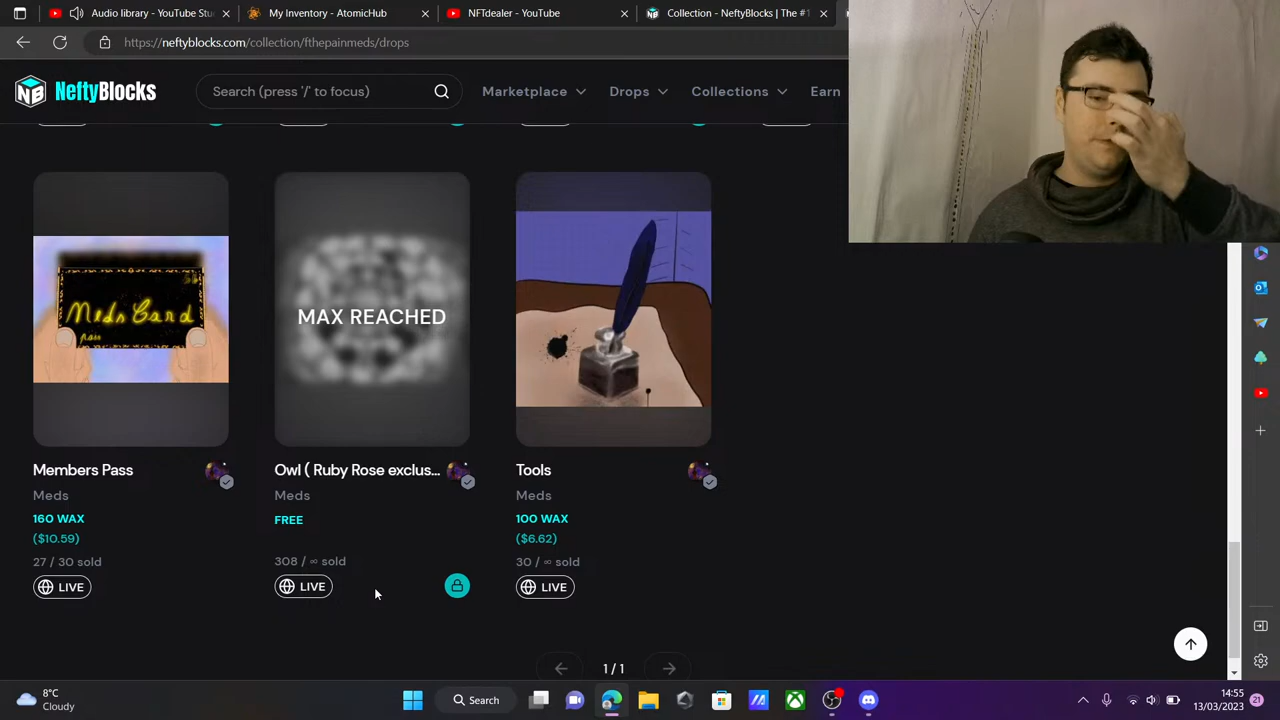 Audio library - YouTube Stu
My Inventory - AtomicHub
NFTdealer - YouTube
Collection - NeftyBlocks | The #1
https://neftyblocks.com/collection/fthepainmeds/drops
NeftyBlocks
Search (press '/' to focus)
Marketplace
Drops
Collections
Earn
Meds Card
pass
MAX REACHED
Members Pass
Owl ( Ruby Rose exclus...
Tools
Meds
Meds
Meds
160 WAX
FREE
100 WAX
($10.59)
($6.62)
27 / 30 sold
308 / ∞ sold
30 / ∞ sold
LIVE
LIVE
LIVE
1 / 1
8°C
Cloudy
Search
14:55
13/03/2023
21